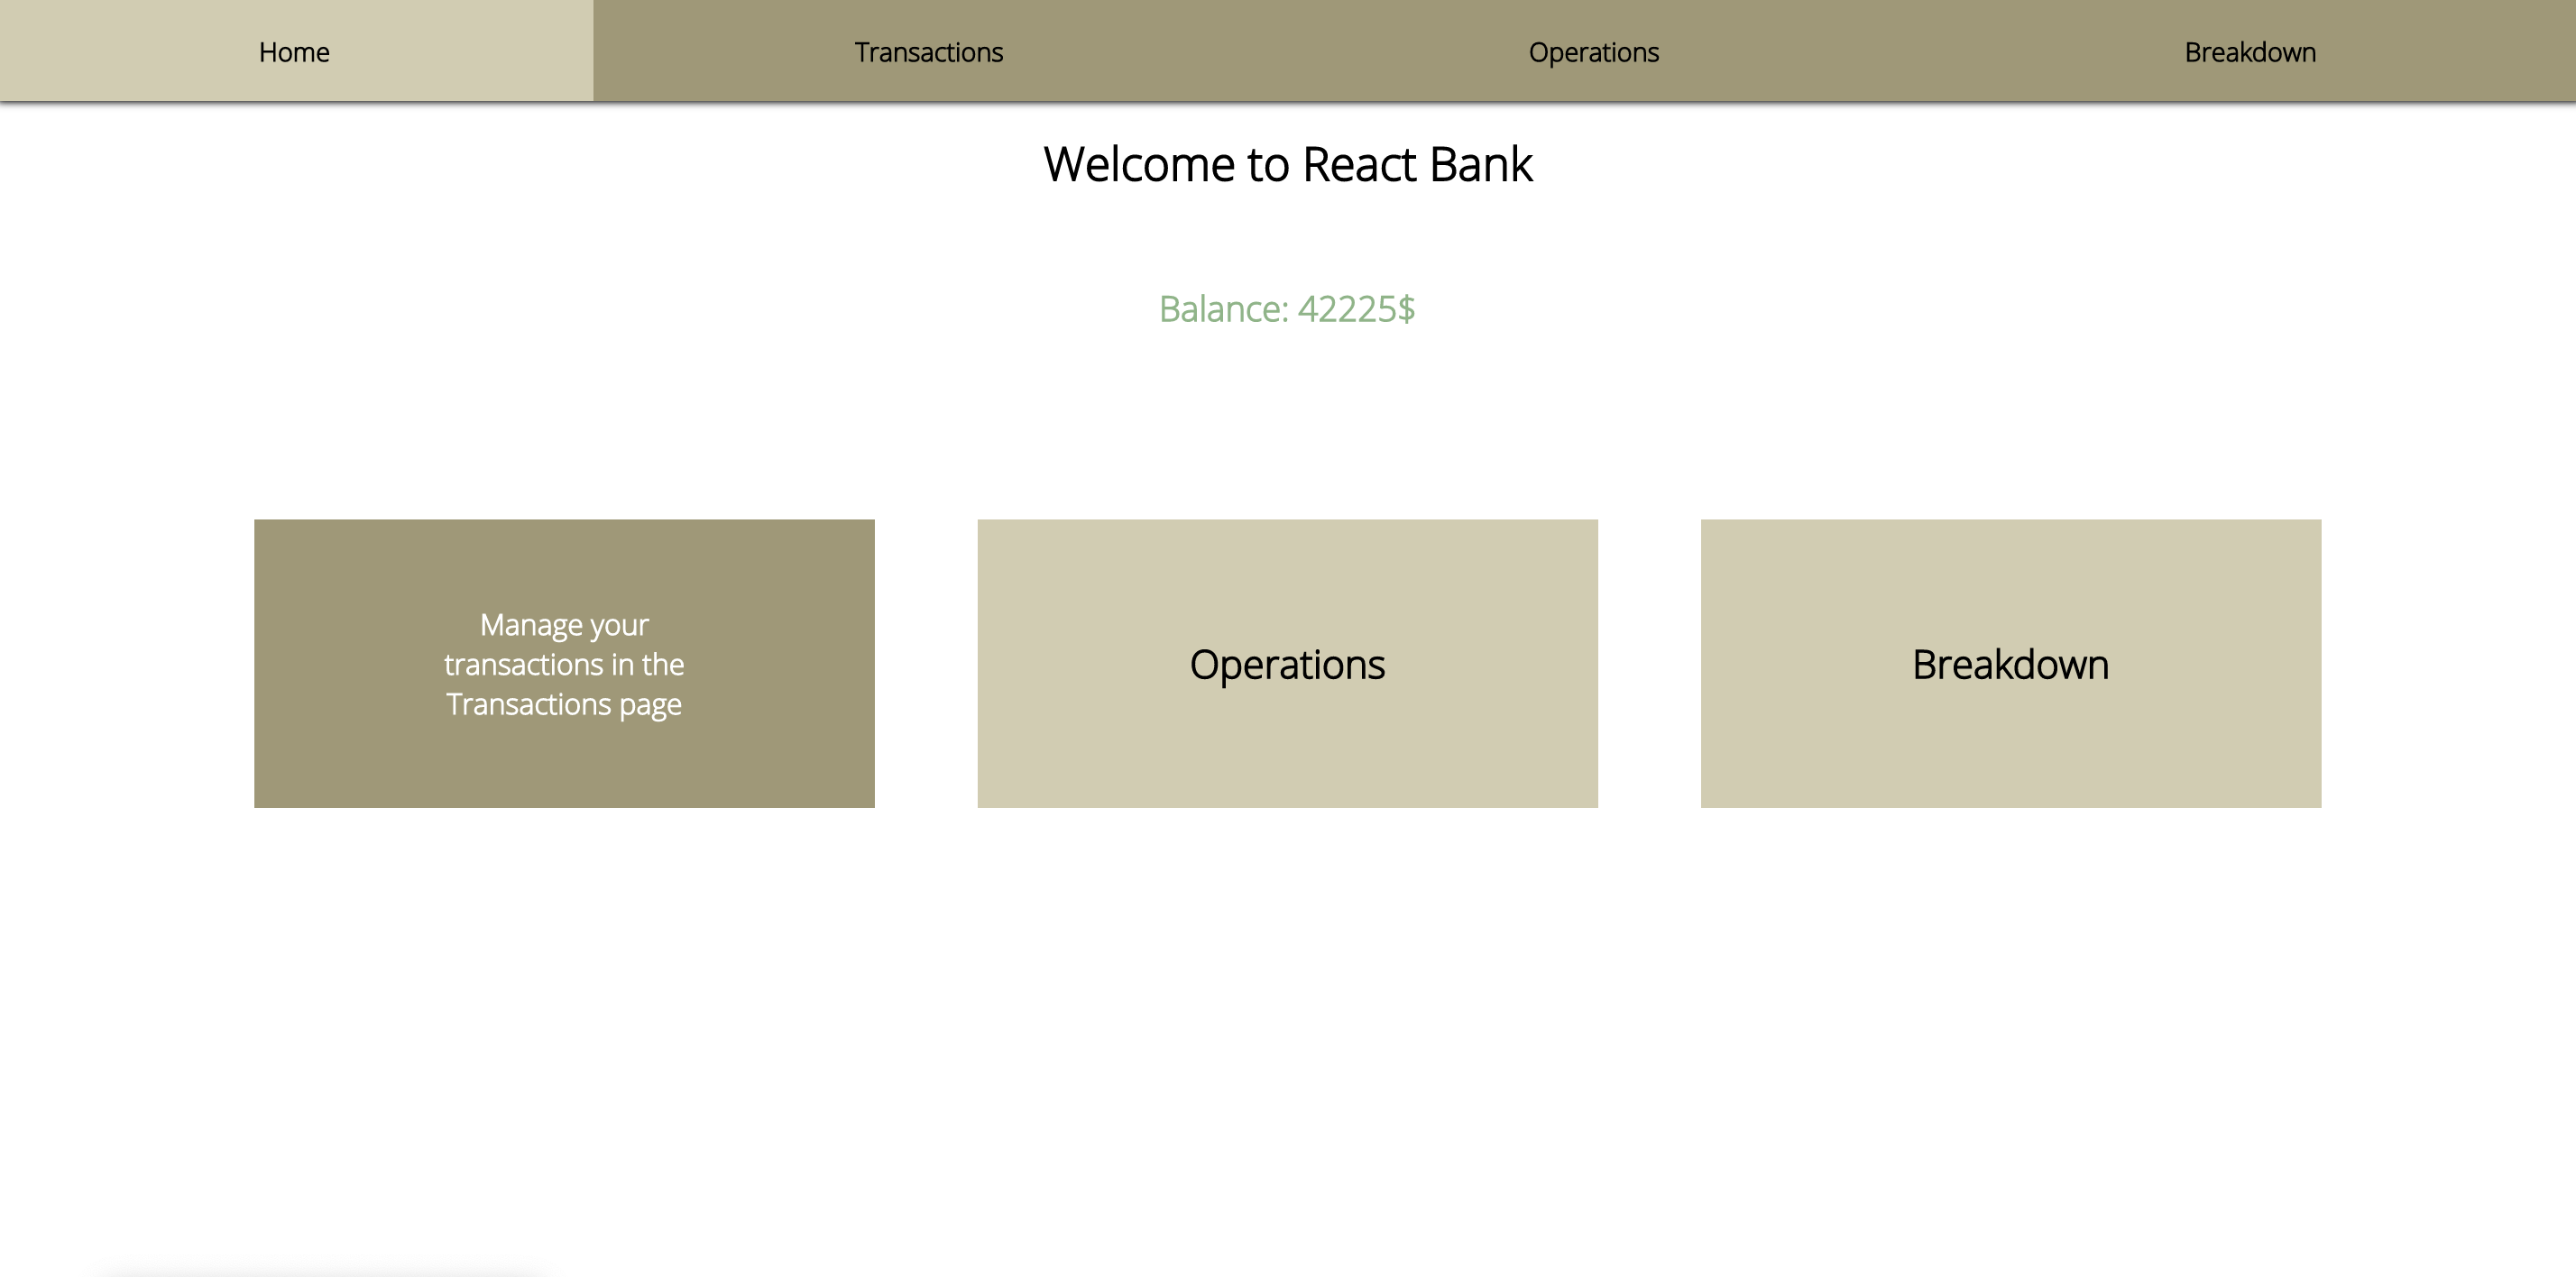 Home Transactions Operations Breakdown
Welcome to React Bank
Balance: 42225$
Manage your
transactions in the
Transactions page
Operations
Breakdown